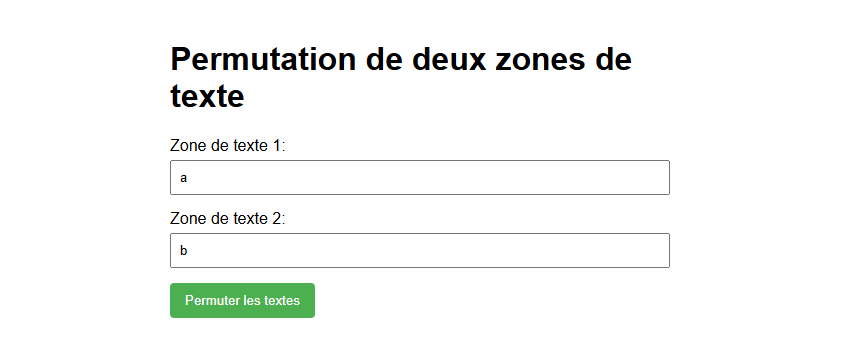 Permutation de deux zones de
texte
Zone de texte 1:
a
Zone de texte 2:
b
Permuter les textes